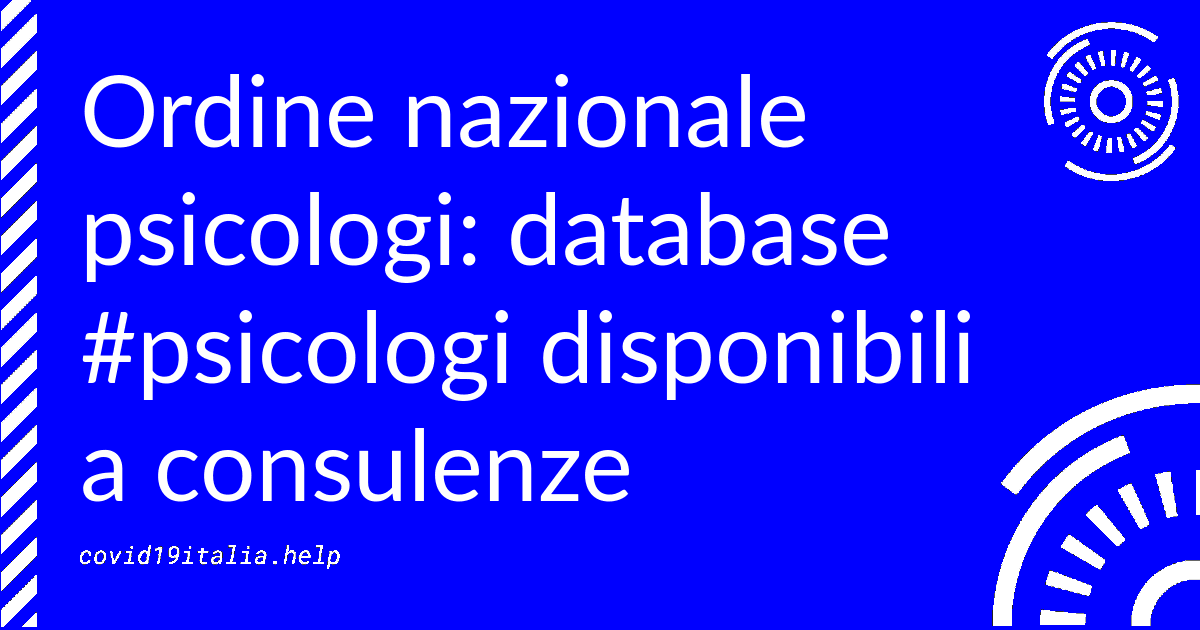 Ordine nazionale
psicologi: database
#psicologi disponibili
a consulenze
covid19italia.help